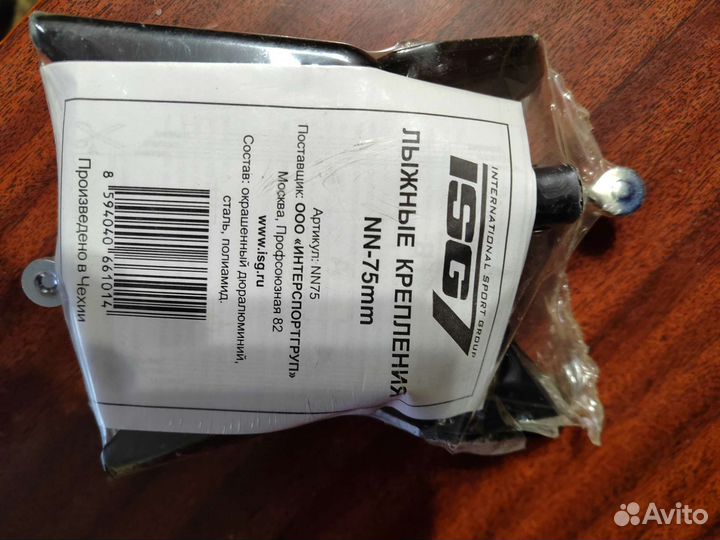 INTERNATIONAL SPORT GROUP
ISG
ЛЫЖНЫЕ КРЕПЛЕНИЯ
NN-75mm
Артикул: NN75
Поставщик: ООО «ИНТЕРСПОРТГРУП»
Москва, Профсоюзная 82
www.isg.ru
Состав: окрашенный дюралюминий,
сталь, полиамид.
8 594040 661014
Произведено в Чехии
Avito